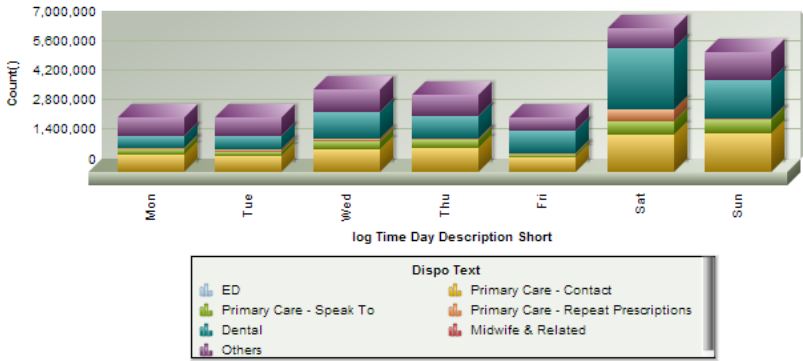 7,000,000
5,600,000
4,200,000
2,800,000
1,400,000
0
Count()
Mon
Tue
Wed
Thu
Fri
Sat
Sun
log Time Day Description Short
Dispo Text
ED
Primary Care - Contact
Primary Care - Speak To
Primary Care - Repeat Prescriptions
Dental
Midwife & Related
Others